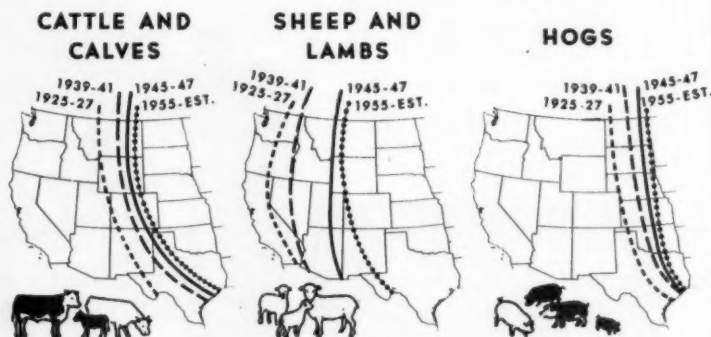 CATTLE AND
CALVES
1939-41
1945-47
1925-27
1955-EST.
SHEEP AND
LAMBS
1939-41
1945-47
1925-27
1955-EST.
HOGS
1939-41
1945-47
1925-27
1955-EST.